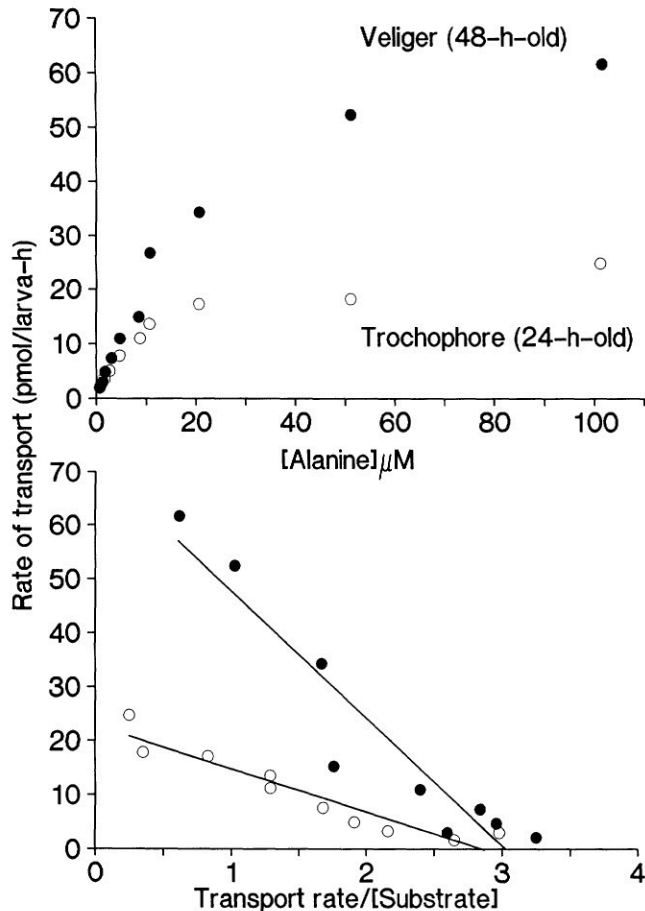 70
60
50
40
30
20
10
0
Veliger (48-h-old)
Trochophore (24-h-old)
0 20 40 60 80 100
[Alanine]μM
Rate of transport (pmol/larva-h)
70
60
50
40
30
20
10
0
0 1 2 3 4
Transport rate/[Substrate]